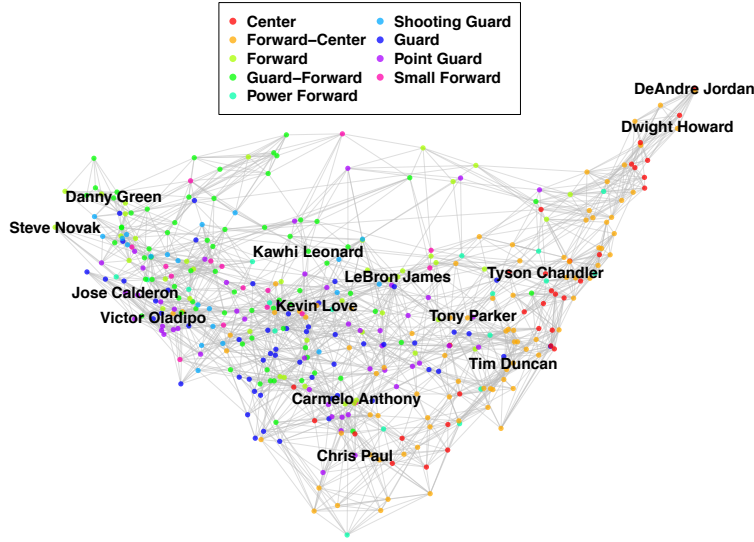 Center
Forward–Center
Forward
Guard–Forward
Power Forward
Shooting Guard
Guard
Point Guard
Small Forward
DeAndre Jordan
Dwight Howard
Danny Green
Steve Novak
Kawhi Leonard
LeBron James
Tyson Chandler
Jose Calderon
Kevin Love
Victor Oladipo
Tony Parker
Tim Duncan
Carmelo Anthony
Chris Paul